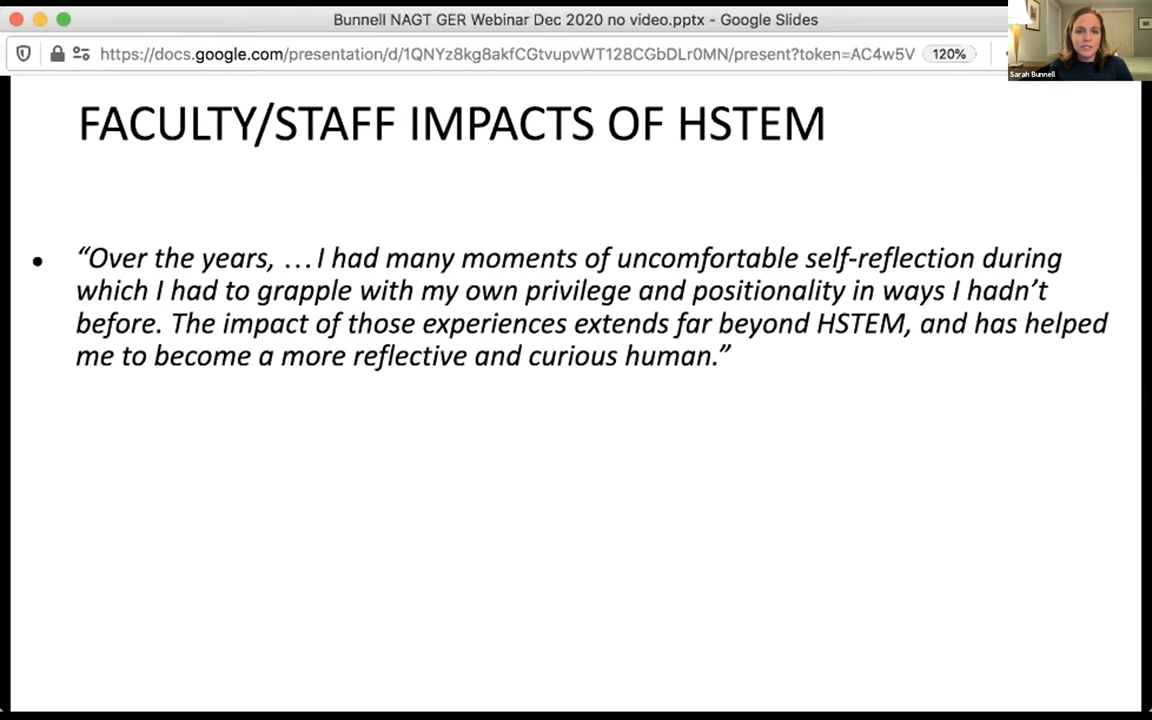 Bunnell NAGT GER Webinar Dec 2020 no video.pptx - Google Slides
https://docs.google.com/presentation/d/1QNYz8kg8akfCGtvupvWT128CGbDLr0MN/present?token=AC4w5V
120%
Sarah Bunnell
FACULTY/STAFF IMPACTS OF HSTEM
• “Over the years, …I had many moments of uncomfortable self-reflection during
which I had to grapple with my own privilege and positionality in ways I hadn’t
before. The impact of those experiences extends far beyond HSTEM, and has helped
me to become a more reflective and curious human.”